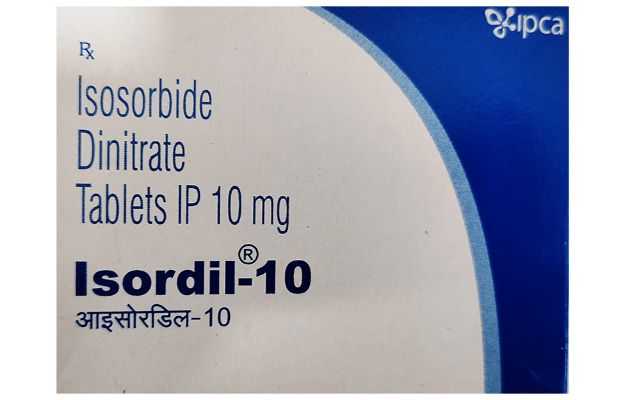 ipca
Rx
Isosorbide
Dinitrate
Tablets IP 10 mg
Isordil®-10
आइसोरडिल-10